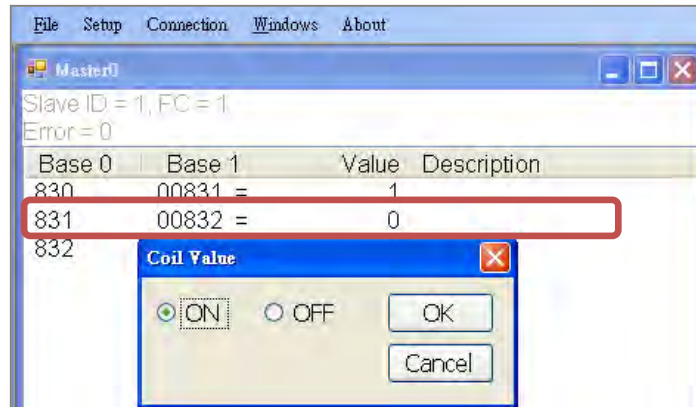 File Setup Connection Windows About
Master0
Slave ID = 1, FC = 1
Error = 0
Base 0 Base 1 Value Description
830 00831 = 1
831 00832 = 0
832
Coil Value
ON OFF OK
Cancel